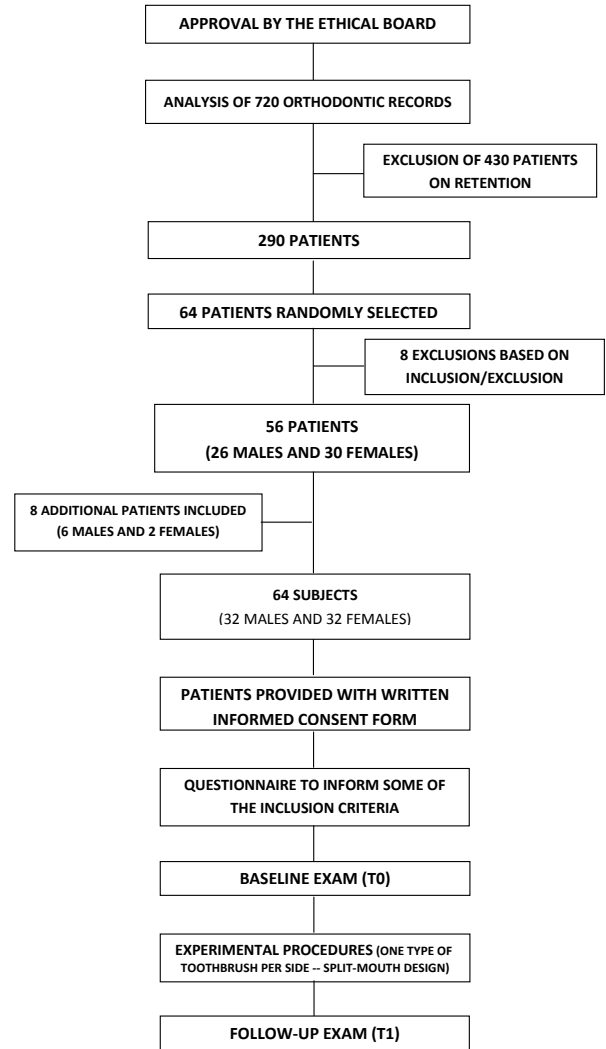 APPROVAL BY THE ETHICAL BOARD
ANALYSIS OF 720 ORTHODONTIC RECORDS
EXCLUSION OF 430 PATIENTS
ON RETENTION
290 PATIENTS
64 PATIENTS RANDOMLY SELECTED
8 EXCLUSIONS BASED ON
INCLUSION/EXCLUSION
56 PATIENTS
(26 MALES AND 30 FEMALES)
8 ADDITIONAL PATIENTS INCLUDED
(6 MALES AND 2 FEMALES)
64 SUBJECTS
(32 MALES AND 32 FEMALES)
PATIENTS PROVIDED WITH WRITTEN
INFORMED CONSENT FORM
QUESTIONNAIRE TO INFORM SOME OF
THE INCLUSION CRITERIA
BASELINE EXAM (T0)
EXPERIMENTAL PROCEDURES (ONE TYPE OF
TOOTHBRUSH PER SIDE -- SPLIT-MOUTH DESIGN)
FOLLOW-UP EXAM (T1)